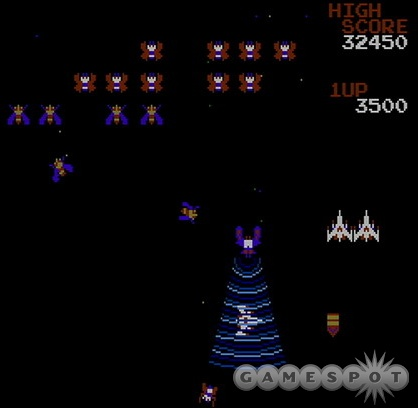 HIGH
SCORE
32450
1UP
3500
GAMESPOT